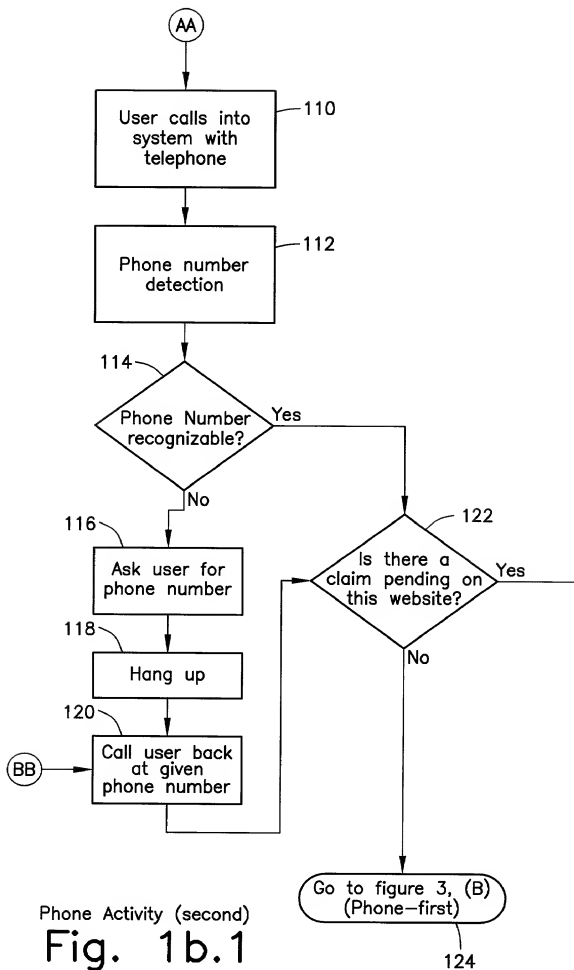 AA
User calls into
system with
telephone
110
Phone number
detection
112
114
Phone Number
recognizable?
Yes
No
116
Ask user for
phone number
118
Hang up
120
Call user back
at given
phone number
BB
122
Is there a
claim pending on
this website?
Yes
No
Go to figure 3, (B)
(Phone-first)
124
Phone Activity (second)
Fig. 1b.1